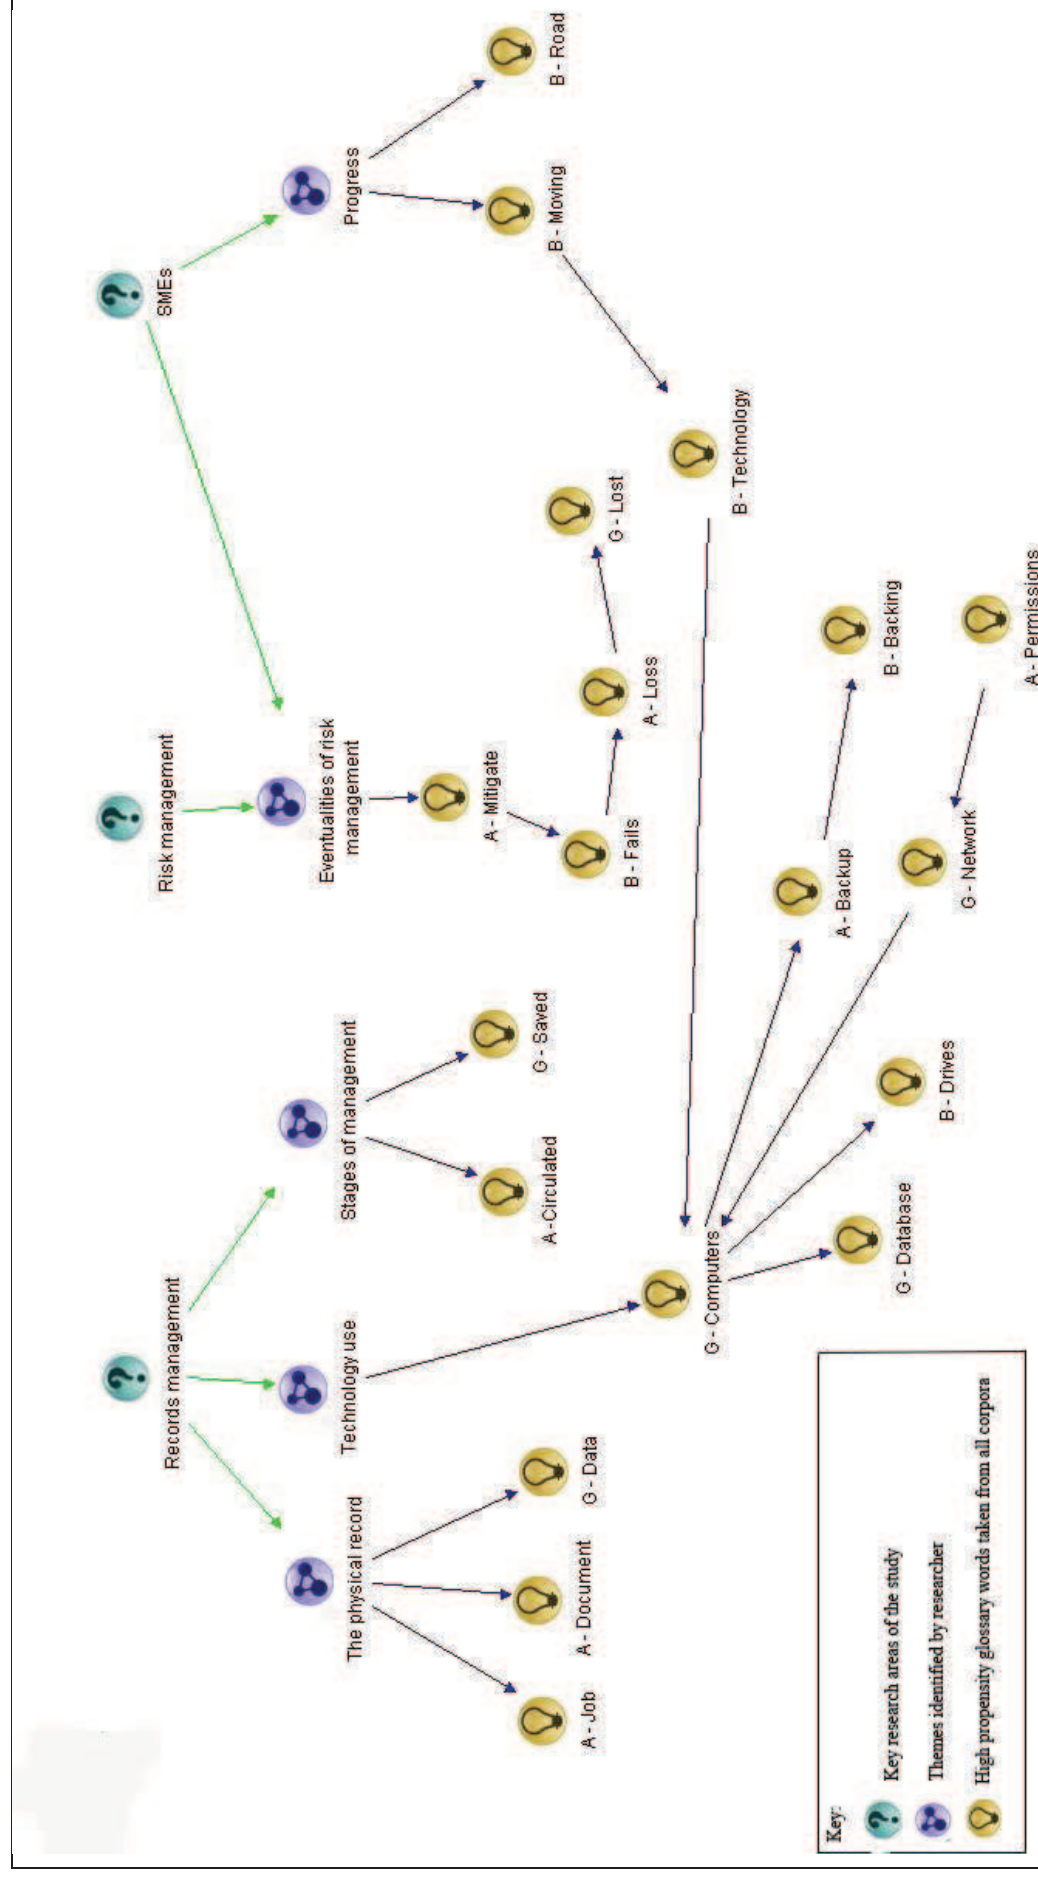 Records management
Risk management
SMEs
The physical record
Technology use
Stages of management
Eventualities of risk
management
Progress
A - Job
A - Document
G - Data
A - Circulated
G - Saved
A - Mitigate
B - Fails
A - Loss
G - Lost
B - Moving
B - Road
G - Computers
B - Technology
G - Database
B - Drives
A - Backup
B - Backing
G - Network
A - Permissions
Key:
Key research areas of the study
Themes identified by researcher
High propensity glossary words taken from all corpora